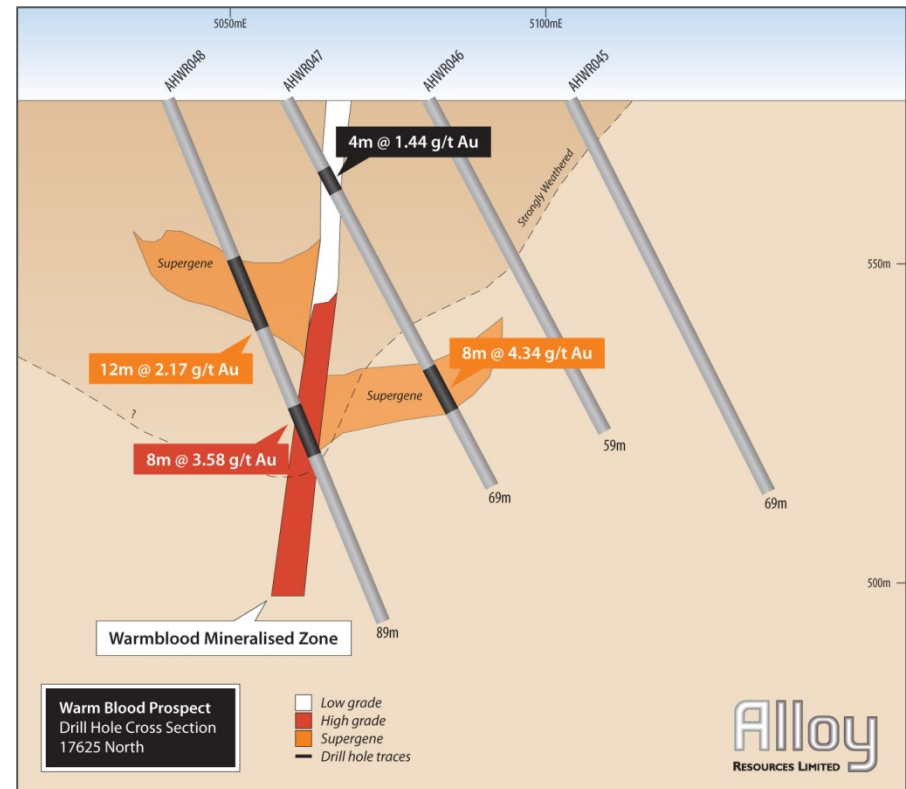 5050mE
5100mE
AHWR048
AHWR047
AHWR046
AHWR045
4m @ 1.44 g/t Au
Strongly Weathered
550m
Supergene
12m @ 2.17 g/t Au
8m @ 4.34 g/t Au
Supergene
?
8m @ 3.58 g/t Au
59m
69m
69m
500m
89m
Warmblood Mineralised Zone
Warm Blood Prospect
Drill Hole Cross Section
17625 North
Low grade
High grade
Supergene
Drill hole traces
Alloy
RESOURCES LIMITED